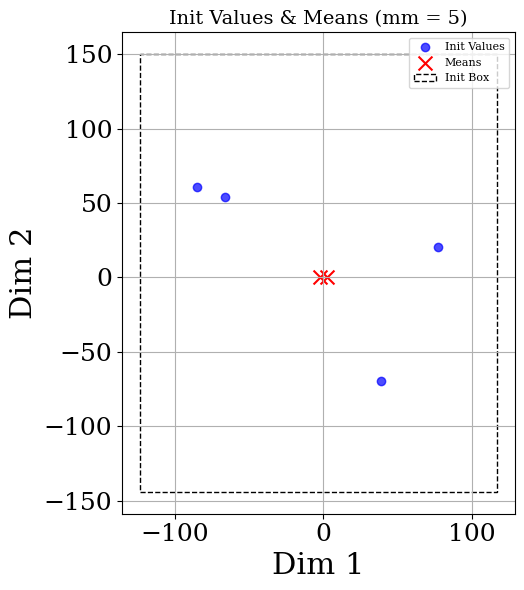 Init Values & Means (mm = 5)
Init Values
Means
Init Box
150
100
50
0
−50
−100
−150
Dim 2
−100
0
100
Dim 1